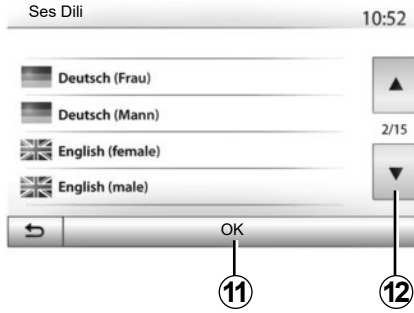 Ses Dili
10:52
Deutsch (Frau)
Deutsch (Mann)
2/15
English (female)
English (male)
OK
11
12